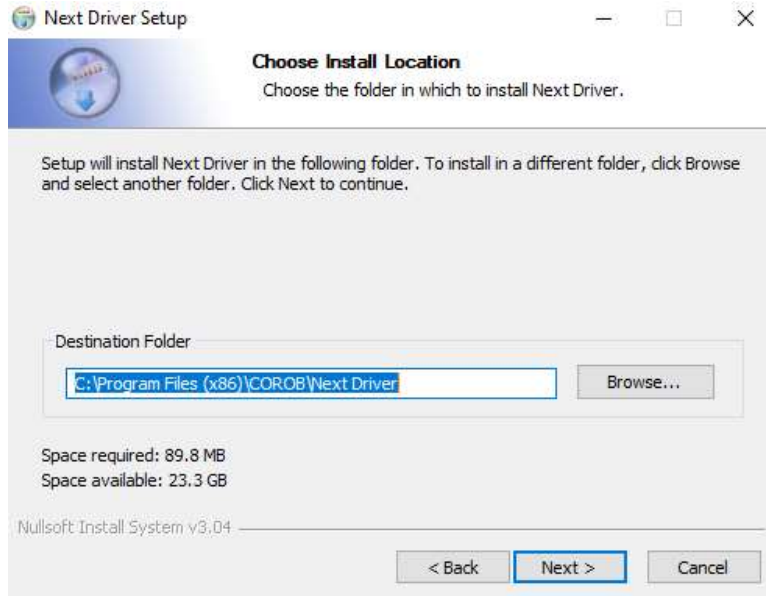 Next Driver Setup
Choose Install Location
Choose the folder in which to install Next Driver.
Setup will install Next Driver in the following folder. To install in a different folder, click Browse
and select another folder. Click Next to continue.
Destination Folder
C:\Program Files (x86)\COROB\Next Driver
Browse...
Space required: 89.8 MB
Space available: 23.3 GB
Nullsoft Install System v3.04
< Back
Next >
Cancel